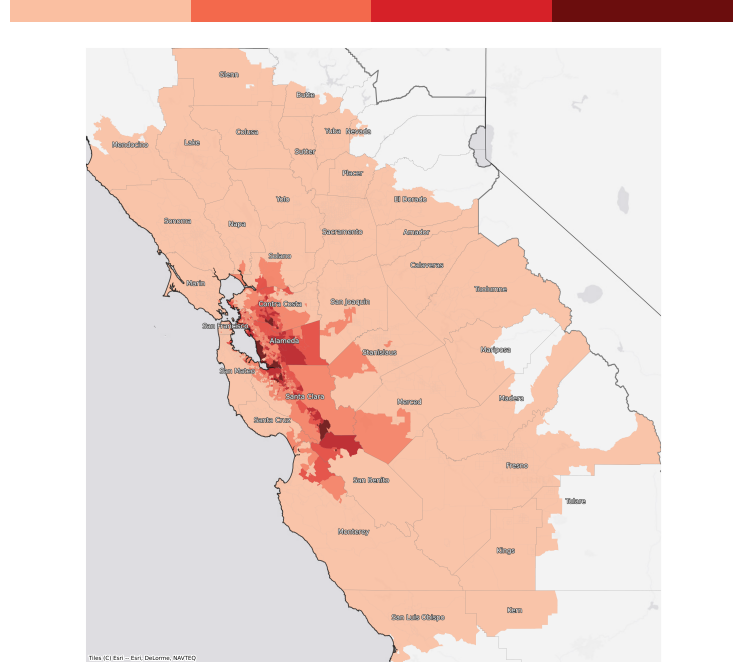 Glenn
Butte
Mendocino
Lake
Colusa
Yuba
Nevada
Sutter
Placer
Yolo
El Dorado
Sonoma
Napa
Sacramento
Amador
Solano
Calaveras
Marin
Tuolumne
Contra Costa
San Joaquin
San Francisco
Alameda
Stanislaus
Mariposa
San Mateo
Santa Clara
Merced
Madera
Santa Cruz
Fresno
San Benito
Tulare
Monterey
Kings
San Luis Obispo
Kern
Tiles (C) Esri -- Esri, DeLorme, NAVTEQ